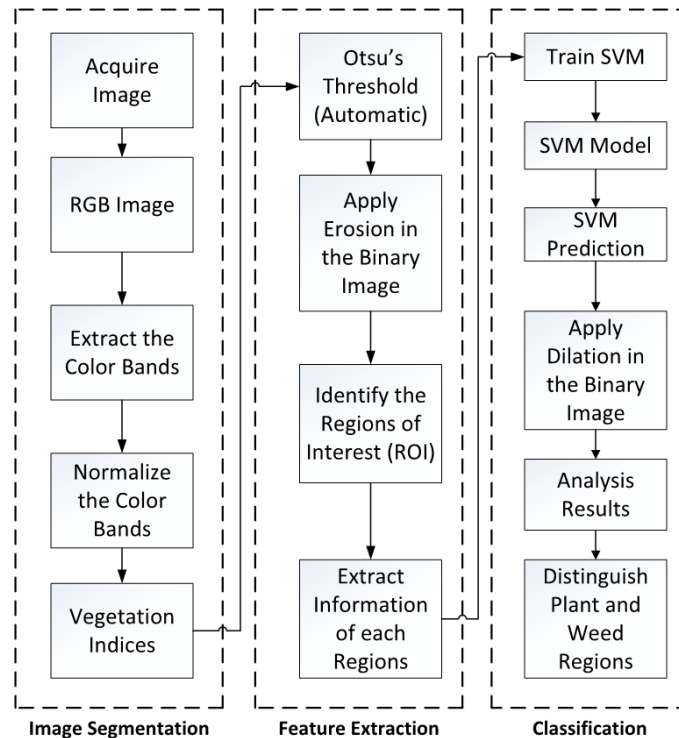 Acquire
Image
RGB Image
Extract the
Color Bands
Normalize
the Color
Bands
Vegetation
Indices
Image Segmentation
Otsu's
Threshold
(Automatic)
Apply
Erosion in
the Binary
Image
Identify the
Regions of
Interest (ROI)
Extract
Information
of each
Regions
Feature Extraction
Train SVM
SVM Model
SVM
Prediction
Apply
Dilation in
the Binary
Image
Analysis
Results
Distinguish
Plant and
Weed
Regions
Classification